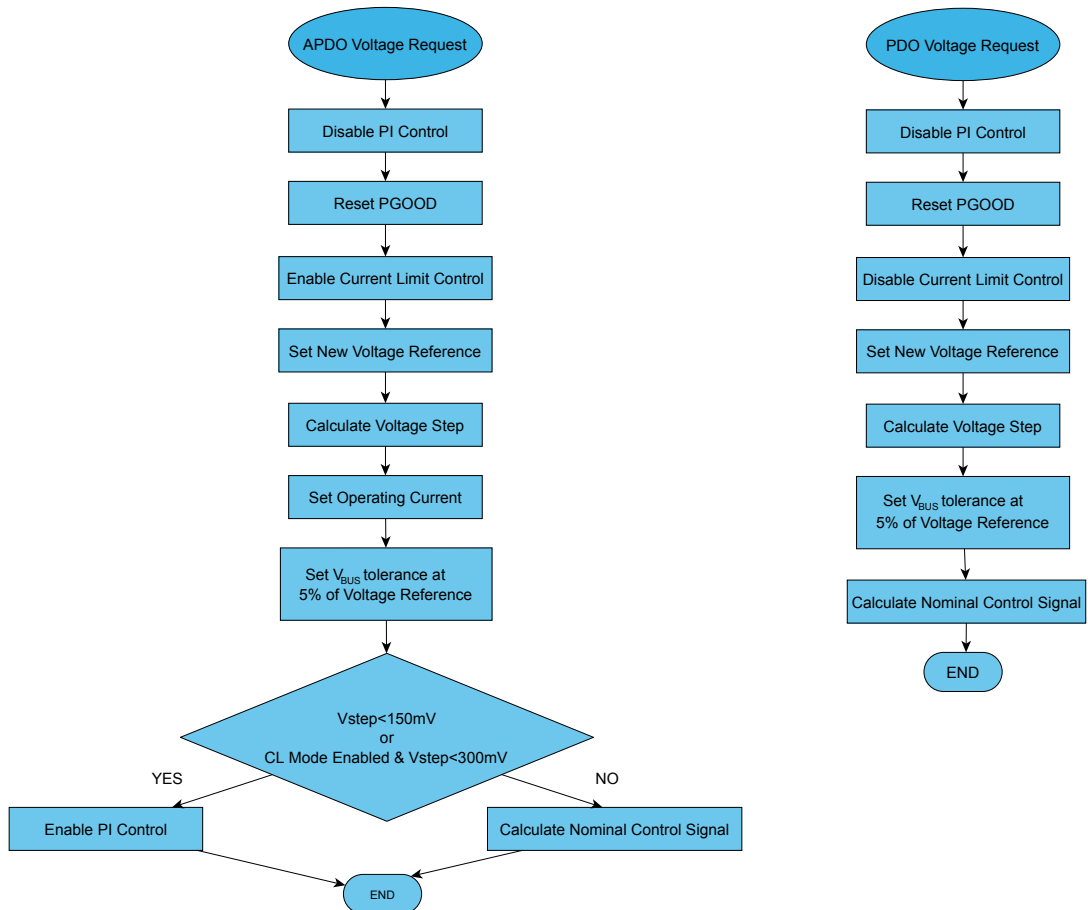 APDO Voltage Request
Disable PI Control
Reset PGOOD
Enable Current Limit Control
Set New Voltage Reference
Calculate Voltage Step
Set Operating Current
Set VBUS tolerance at
5% of Voltage Reference
Vstep<150mV
or
CL Mode Enabled & Vstep<300mV
YES
NO
Enable PI Control
Calculate Nominal Control Signal
END
PDO Voltage Request
Disable PI Control
Reset PGOOD
Disable Current Limit Control
Set New Voltage Reference
Calculate Voltage Step
Set VBUS tolerance at
5% of Voltage Reference
Calculate Nominal Control Signal
END